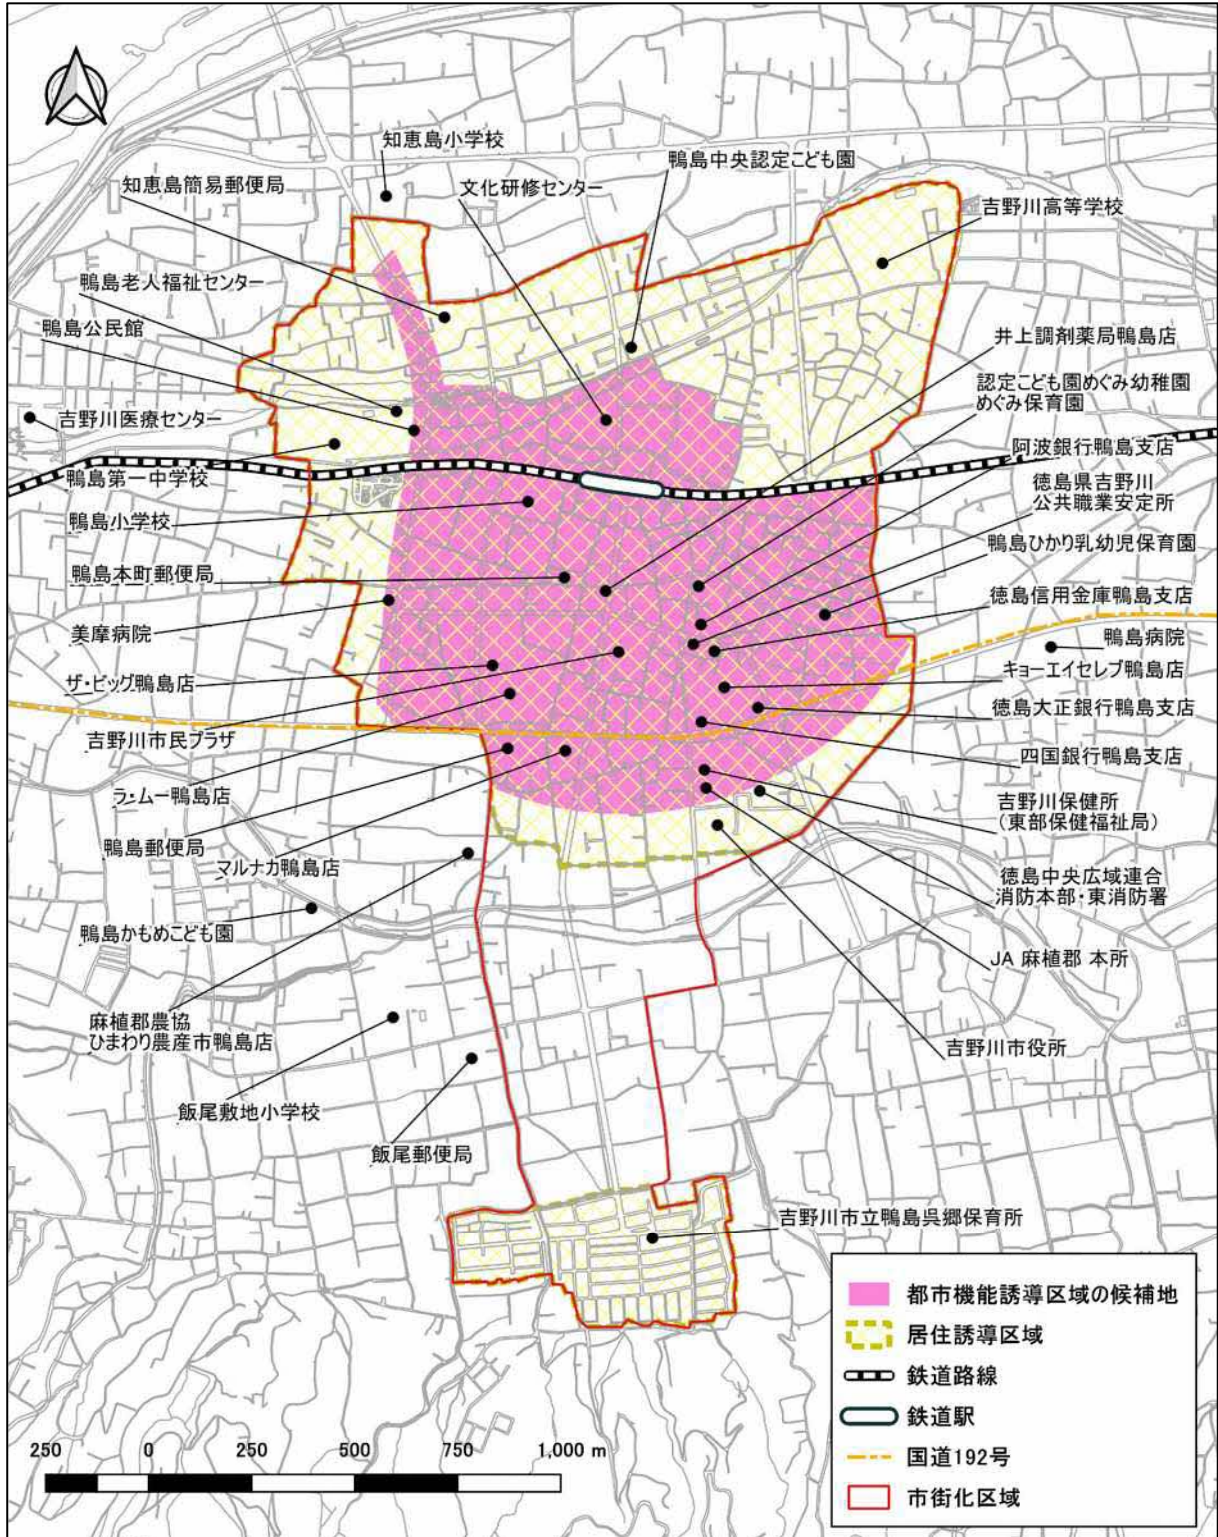 知恵島小学校
鴨島中央認定こども園
知恵島簡易郵便局
文化研修センター
吉野川高等学校
鴨島老人福祉センター
鴨島公民館
井上調剤薬局鴨島店
認定こども園めぐみ幼稚園
めぐみ保育園
吉野川医療センター
阿波銀行鴨島支店
鴨島第一中学校
徳島県吉野川
公共職業安定所
鴨島小学校
鴨島ひかり乳幼児保育園
鴨島本町郵便局
徳島信用金庫鴨島支店
美摩病院
鴨島病院
ザ・ビッグ鴨島店
キョーエイセレブ鴨島店
徳島大正銀行鴨島支店
吉野川市民プラザ
四国銀行鴨島支店
ラ・ムー鴨島店
吉野川保健所
（東部保健福祉局）
鴨島郵便局
マルナカ鴨島店
徳島中央広域連合
消防本部・東消防署
鴨島かもめこども園
JA 麻植郡 本所
麻植郡農協
ひまわり農産市鴨島店
吉野川市役所
飯尾敷地小学校
飯尾郵便局
吉野川市立鴨島呉郷保育所
都市機能誘導区域の候補地
居住誘導区域
鉄道路線
鉄道駅
国道192号
市街化区域
250 0 250 500 750 1,000 m